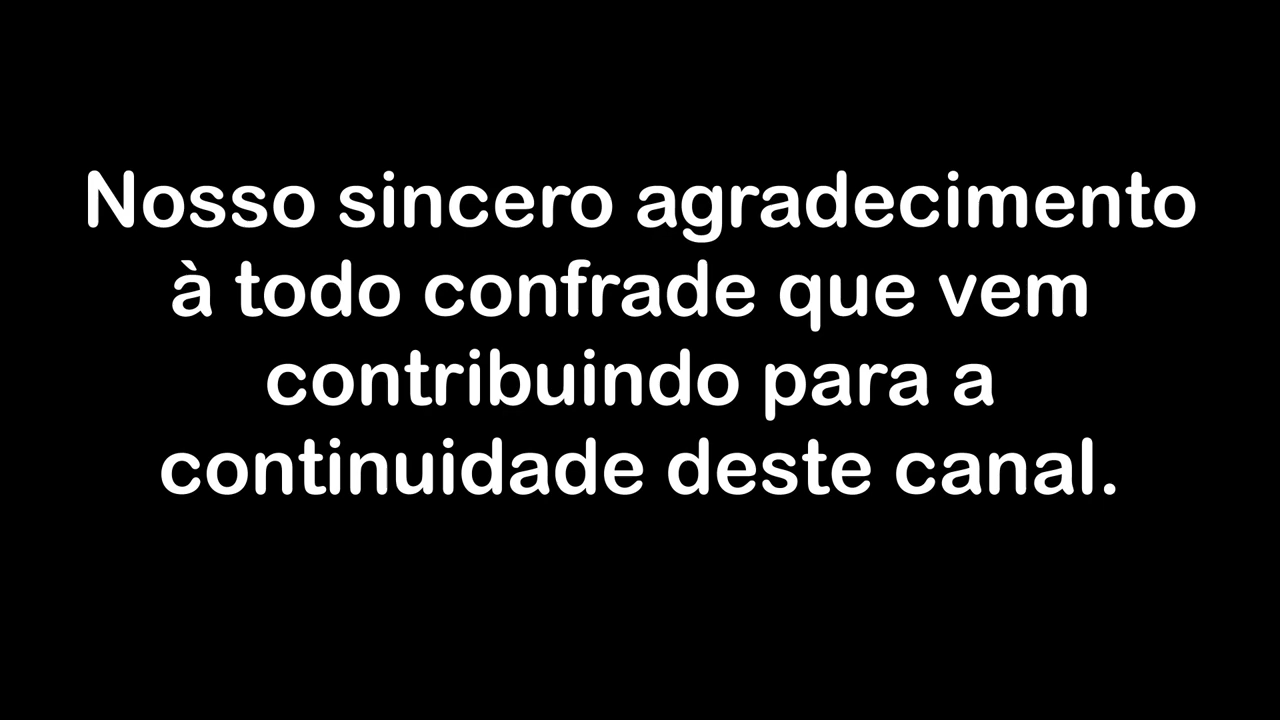 Nosso sincero agradecimento
à todo confrade que vem
contribuindo para a
continuidade deste canal.